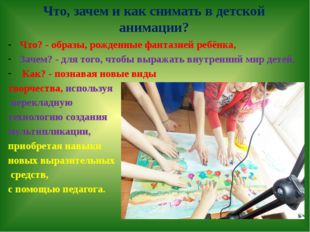 Что, зачем и как снимать в детской
анимации?
- Что? - образы, рожденные фантазией ребёнка,
- Зачем? - для того, чтобы выражать внутренний мир детей.
- Как? - познавая новые виды
творчества, используя
перекладную
технологию создания
мультипликации,
приобретая навыки
новых выразительных
средств,
с помощью педагога.